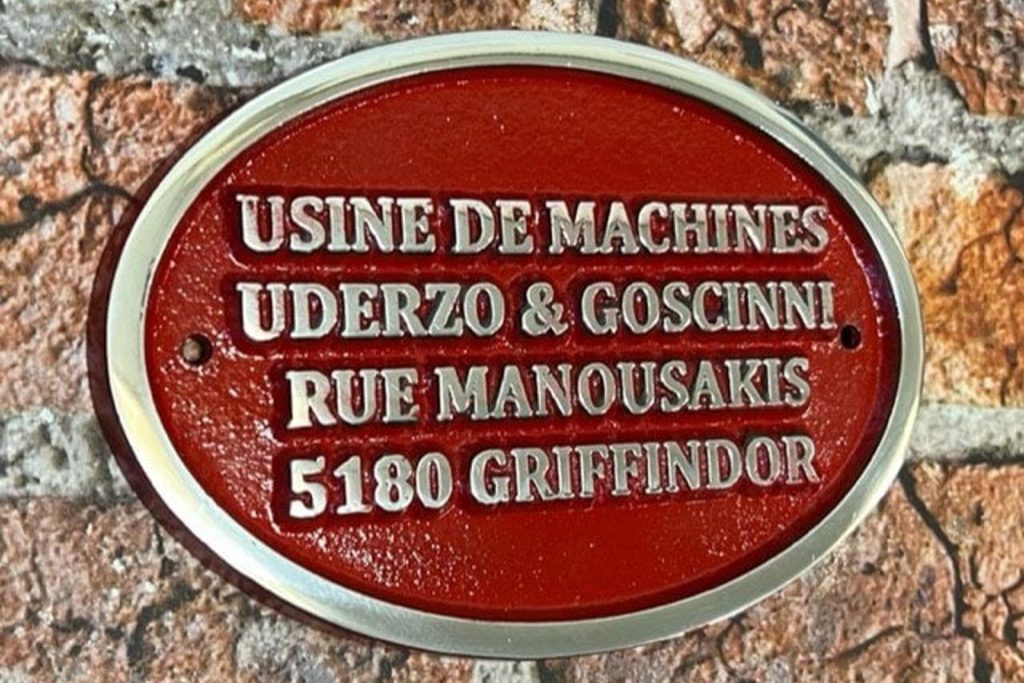 USINE DE MACHINES
UDERZO & GOSCINNI
RUE MANOUSAKIS
5180 GRIFFINDOR